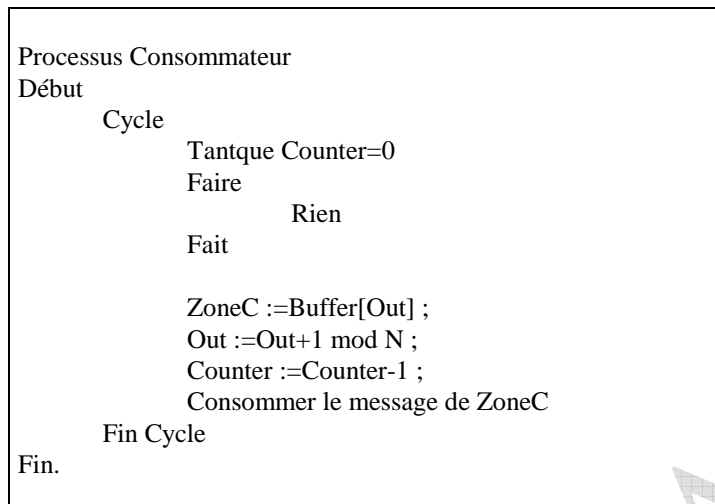 Processus Consommateur
Début
Cycle
Tantque Counter=0
Faire
Rien
Fait
ZoneC :=Buffer[Out] ;
Out :=Out+1 mod N ;
Counter :=Counter-1 ;
Consommer le message de ZoneC
Fin Cycle
Fin.